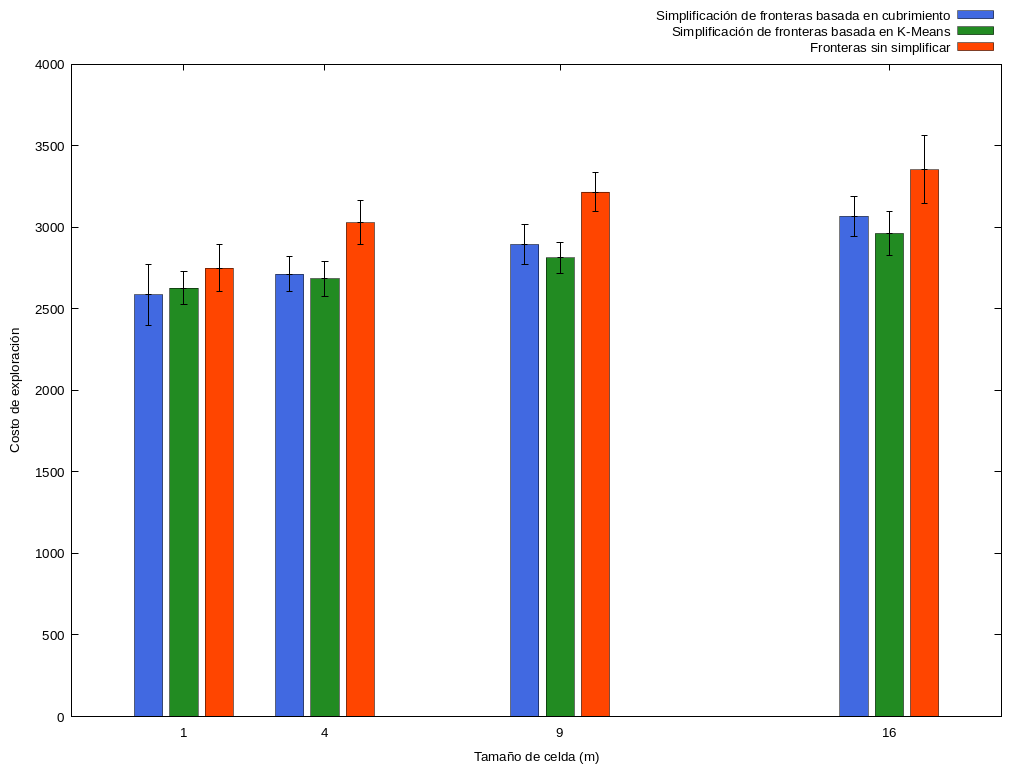 Simplificación de fronteras basada en cubrimiento
Simplificación de fronteras basada en K-Means
Fronteras sin simplificar
4000
3500
3000
2500
2000
1500
1000
500
0
Costo de exploración
1 4 9 16
Tamaño de celda (m)